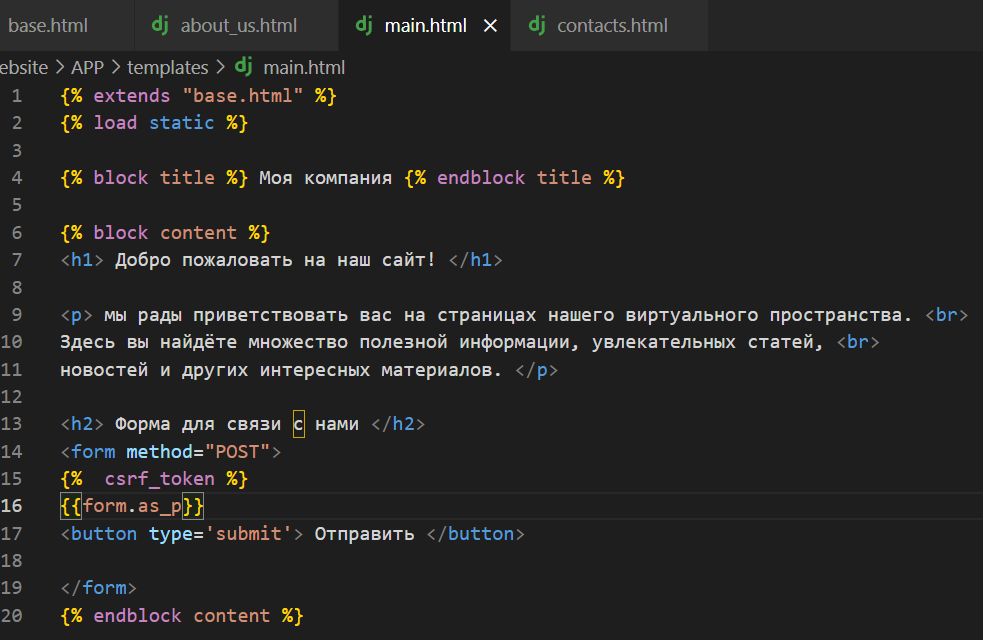 base.html dj about_us.html dj main.html × dj contacts.html
ebsite > APP > templates > dj main.html
1 {% extends "base.html" %}
2 {% load static %}
3
4 {% block title %} Моя компания {% endblock title %}
5
6 {% block content %}
7 <h1> Добро пожаловать на наш сайт! </h1>
8
9 <p> мы рады приветствовать вас на страницах нашего виртуального пространства. <br>
10 Здесь вы найдёте множество полезной информации, увлекательных статей, <br>
11 новостей и других интересных материалов. </p>
12
13 <h2> Форма для связи с нами </h2>
14 <form method="POST">
15 {%  csrf_token %}
16 {{form.as_p}}
17 <button type='submit'> Отправить </button>
18
19 </form>
20 {% endblock content %}